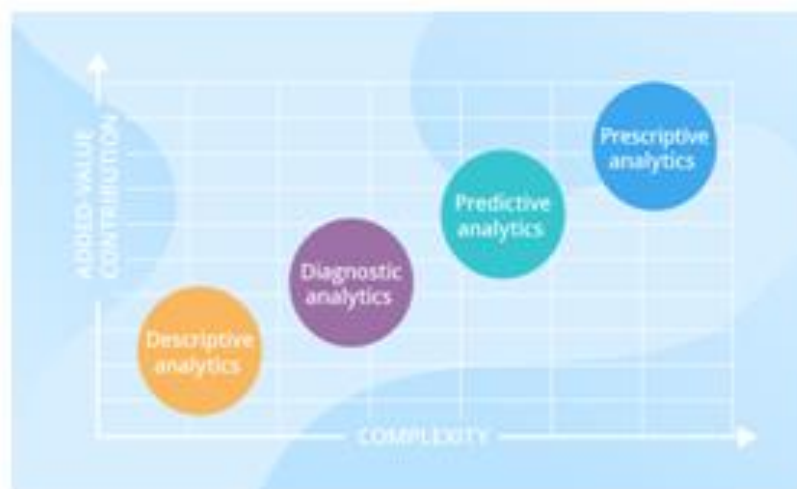 ADDED-VALUE
CONTRIBUTION
Prescriptive
analytics
Predictive
analytics
Diagnostic
analytics
Descriptive
analytics
COMPLEXITY